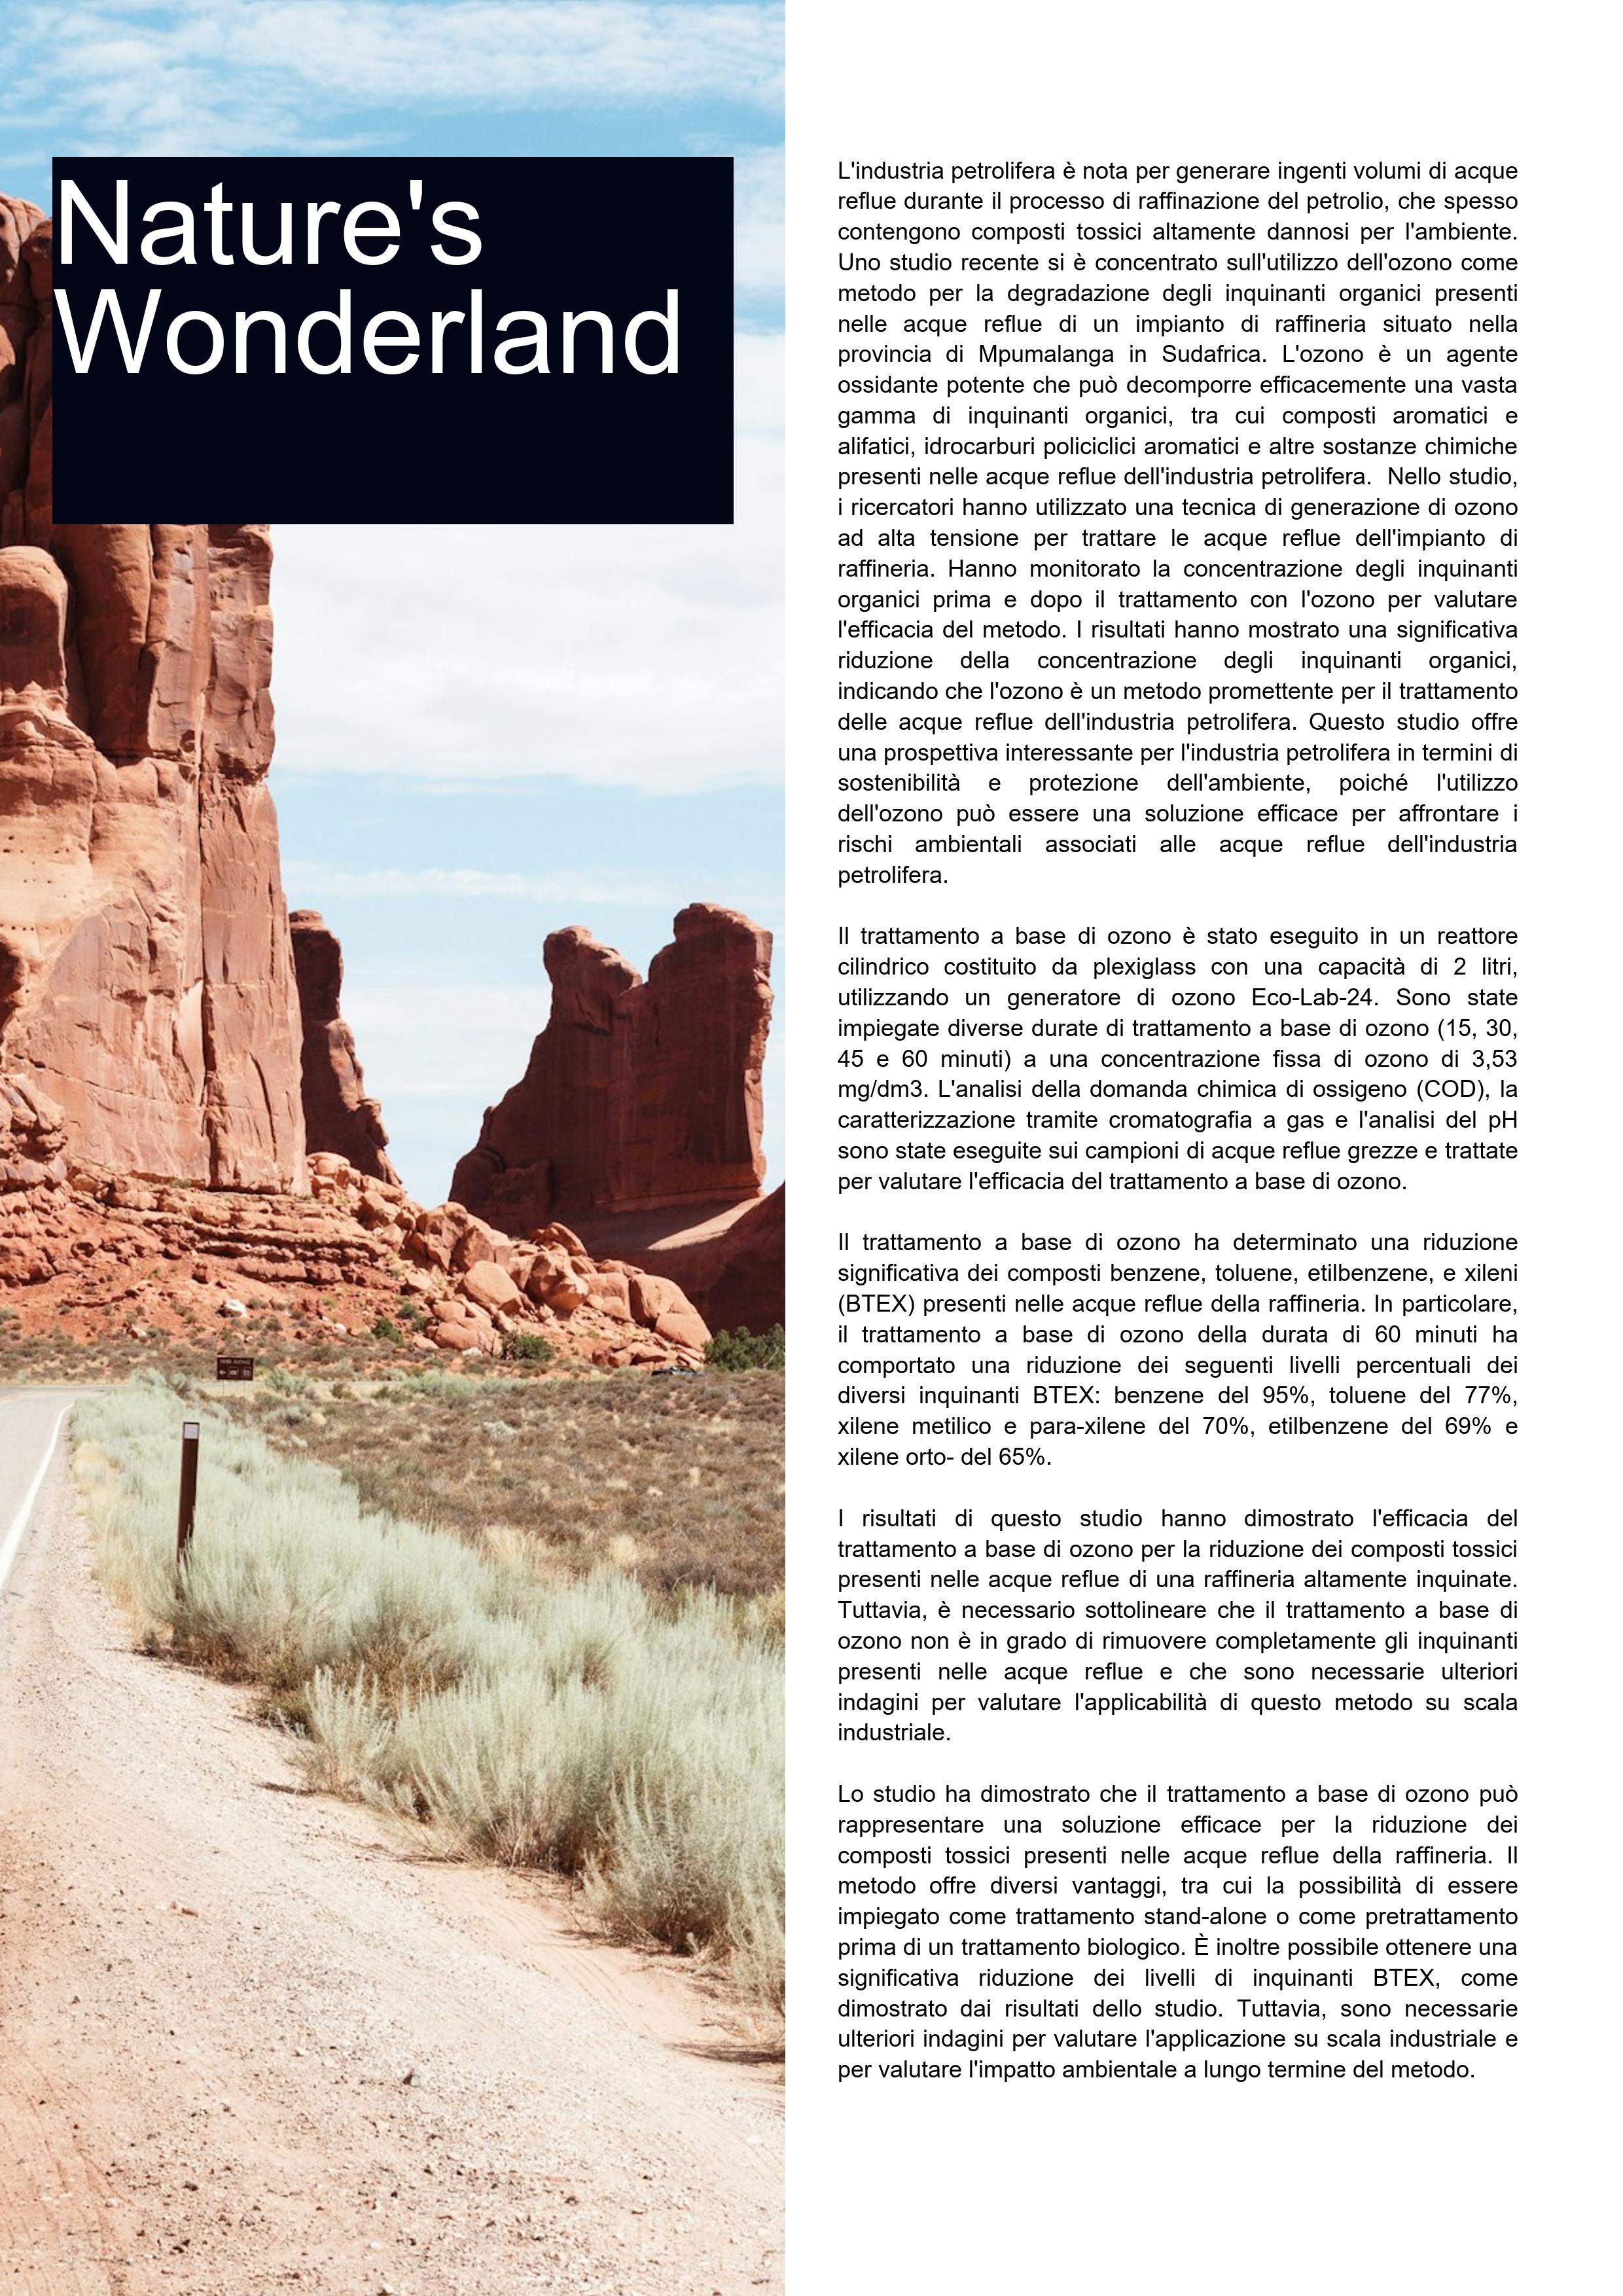 Nature's
Wonderland
L'industria petrolifera è nota per generare ingenti volumi di acque
reflue durante il processo di raffinazione del petrolio, che spesso
contengono composti tossici altamente dannosi per l'ambiente.
Uno studio recente si è concentrato sull'utilizzo dell'ozono come
metodo per la degradazione degli inquinanti organici presenti
nelle acque reflue di un impianto di raffineria situato nella
provincia di Mpumalanga in Sudafrica. L'ozono è un agente
ossidante potente che può decomporre efficacemente una vasta
gamma di inquinanti organici, tra cui composti aromatici e
alifatici, idrocarburi policiclici aromatici e altre sostanze chimiche
presenti nelle acque reflue dell'industria petrolifera.  Nello studio,
i ricercatori hanno utilizzato una tecnica di generazione di ozono
ad alta tensione per trattare le acque reflue dell'impianto di
raffineria. Hanno monitorato la concentrazione degli inquinanti
organici prima e dopo il trattamento con l'ozono per valutare
l'efficacia del metodo. I risultati hanno mostrato una significativa
riduzione della concentrazione degli inquinanti organici,
indicando che l'ozono è un metodo promettente per il trattamento
delle acque reflue dell'industria petrolifera. Questo studio offre
una prospettiva interessante per l'industria petrolifera in termini di
sostenibilità e protezione dell'ambiente, poiché l'utilizzo
dell'ozono può essere una soluzione efficace per affrontare i
rischi ambientali associati alle acque reflue dell'industria
petrolifera.
Il trattamento a base di ozono è stato eseguito in un reattore
cilindrico costituito da plexiglass con una capacità di 2 litri,
utilizzando un generatore di ozono Eco-Lab-24. Sono state
impiegate diverse durate di trattamento a base di ozono (15, 30,
45 e 60 minuti) a una concentrazione fissa di ozono di 3,53
mg/dm3. L'analisi della domanda chimica di ossigeno (COD), la
caratterizzazione tramite cromatografia a gas e l'analisi del pH
sono state eseguite sui campioni di acque reflue grezze e trattate
per valutare l'efficacia del trattamento a base di ozono.
Il trattamento a base di ozono ha determinato una riduzione
significativa dei composti benzene, toluene, etilbenzene, e xileni
(BTEX) presenti nelle acque reflue della raffineria. In particolare,
il trattamento a base di ozono della durata di 60 minuti ha
comportato una riduzione dei seguenti livelli percentuali dei
diversi inquinanti BTEX: benzene del 95%, toluene del 77%,
xilene metilico e para-xilene del 70%, etilbenzene del 69% e
xilene orto- del 65%.
I risultati di questo studio hanno dimostrato l'efficacia del
trattamento a base di ozono per la riduzione dei composti tossici
presenti nelle acque reflue di una raffineria altamente inquinate.
Tuttavia, è necessario sottolineare che il trattamento a base di
ozono non è in grado di rimuovere completamente gli inquinanti
presenti nelle acque reflue e che sono necessarie ulteriori
indagini per valutare l'applicabilità di questo metodo su scala
industriale.
Lo studio ha dimostrato che il trattamento a base di ozono può
rappresentare una soluzione efficace per la riduzione dei
composti tossici presenti nelle acque reflue della raffineria. Il
metodo offre diversi vantaggi, tra cui la possibilità di essere
impiegato come trattamento stand-alone o come pretrattamento
prima di un trattamento biologico. È inoltre possibile ottenere una
significativa riduzione dei livelli di inquinanti BTEX, come
dimostrato dai risultati dello studio. Tuttavia, sono necessarie
ulteriori indagini per valutare l'applicazione su scala industriale e
per valutare l'impatto ambientale a lungo termine del metodo.